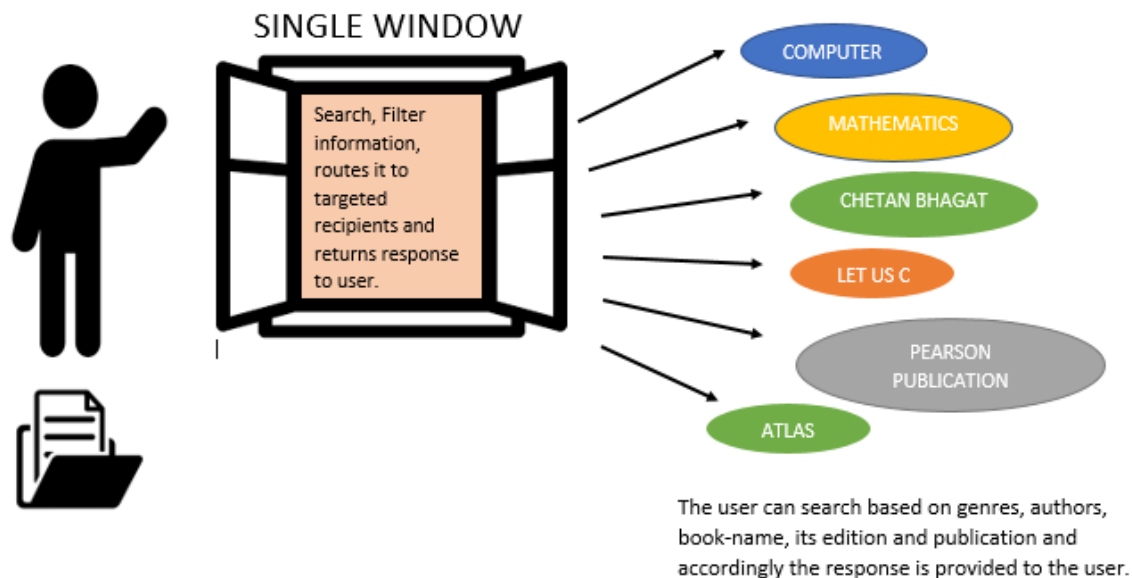 SINGLE WINDOW
Search, Filter
information,
routes it to
targeted
recipients and
returns response
to user.
COMPUTER
MATHEMATICS
CHETAN BHAGAT
LET US C
PEARSON
PUBLICATION
ATLAS
The user can search based on genres, authors,
book-name, its edition and publication and
accordingly the response is provided to the user.